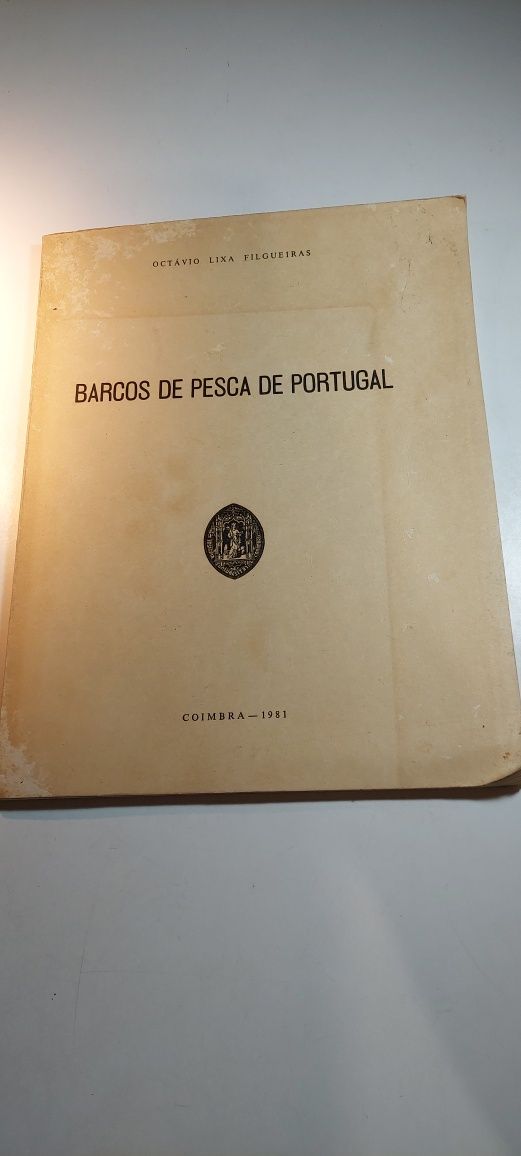 OCTÁVIO LIXA FILGUEIRAS
BARCOS DE PESCA DE PORTUGAL
COIMBRA — 1981